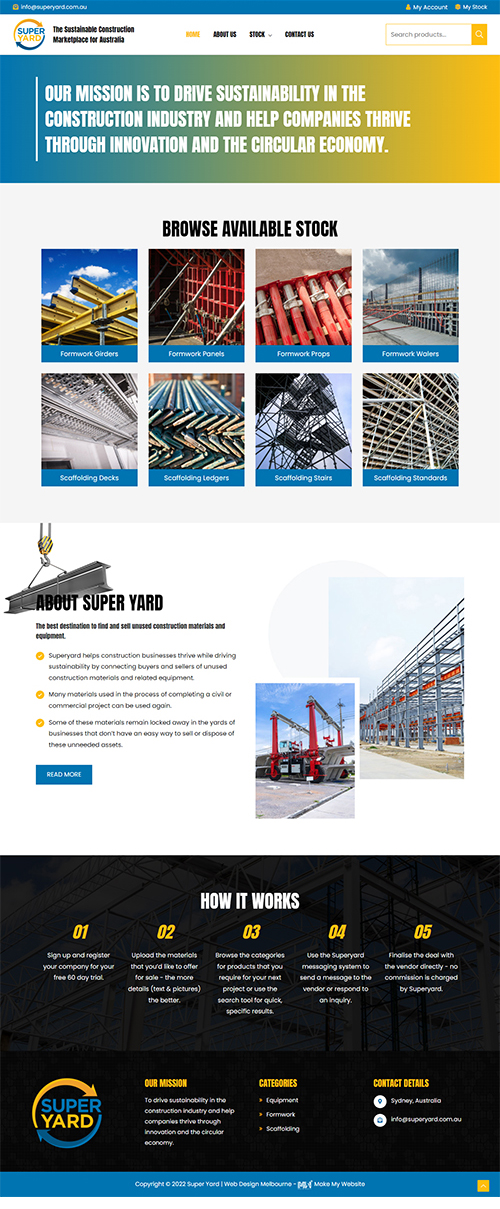 info@superyard.com.au
My Account
My Stock
SUPER
YARD
The Sustainable Construction
Marketplace for Australia
HOME
ABOUT US
STOCK
CONTACT US
Search products...
OUR MISSION IS TO DRIVE SUSTAINABILITY IN THE
CONSTRUCTION INDUSTRY AND HELP COMPANIES THRIVE
THROUGH INNOVATION AND THE CIRCULAR ECONOMY.
BROWSE AVAILABLE STOCK
Formwork Girders
Formwork Panels
Formwork Props
Formwork Walers
Scaffolding Decks
Scaffolding Ledgers
Scaffolding Stairs
Scaffolding Standards
ABOUT SUPER YARD
The best destination to find and sell unused construction materials and
equipment.
Superyard helps construction businesses thrive while driving
sustainability by connecting buyers and sellers of unused
construction materials and related equipment.
Many materials used in the process of completing a civil or
commercial project can be used again.
Some of these materials remain locked away in the yards of
businesses that don't have an easy way to sell or dispose of
these unneeded assets.
READ MORE
HOW IT WORKS
01
Sign up and register
your company for your
free 60 day trial.
02
Upload the materials
that you'd like to offer
for sale - the more
details (text & pictures)
the better.
03
Browse the categories
for products that you
require for your next
project or use the
search tool for quick,
specific results.
04
Use the Superyard
messaging system to
send a message to the
vendor or respond to
an inquiry.
05
Finalise the deal with
the vendor directly - no
commission is charged
by Superyard.
SUPER
YARD
OUR MISSION
To drive sustainability in the
construction industry and help
companies thrive through
innovation and the circular
economy.
CATEGORIES
Equipment
Formwork
Scaffolding
CONTACT DETAILS
Sydney, Australia
info@superyard.com.au
Copyright © 2022 Super Yard | Web Design Melbourne - Make My Website